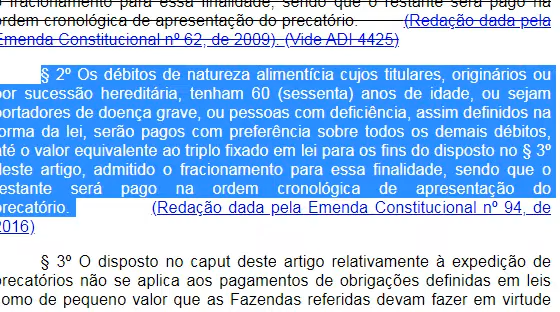 o fracionamento para essa finalidade, sendo que o restante será pago na
ordem cronológica de apresentação do precatório. (Redação dada pela
Emenda Constitucional nº 62, de 2009). (Vide ADI 4425)
§ 2º Os débitos de natureza alimentícia cujos titulares, originários ou
por sucessão hereditária, tenham 60 (sessenta) anos de idade, ou sejam
portadores de doença grave, ou pessoas com deficiência, assim definidos na
forma da lei, serão pagos com preferência sobre todos os demais débitos,
até o valor equivalente ao triplo fixado em lei para os fins do disposto no § 3º
deste artigo, admitido o fracionamento para essa finalidade, sendo que o
restante será pago na ordem cronológica de apresentação do
precatório. (Redação dada pela Emenda Constitucional nº 94, de
2016)
§ 3º O disposto no caput deste artigo relativamente à expedição de
precatórios não se aplica aos pagamentos de obrigações definidas em leis
como de pequeno valor que as Fazendas referidas devam fazer em virtude